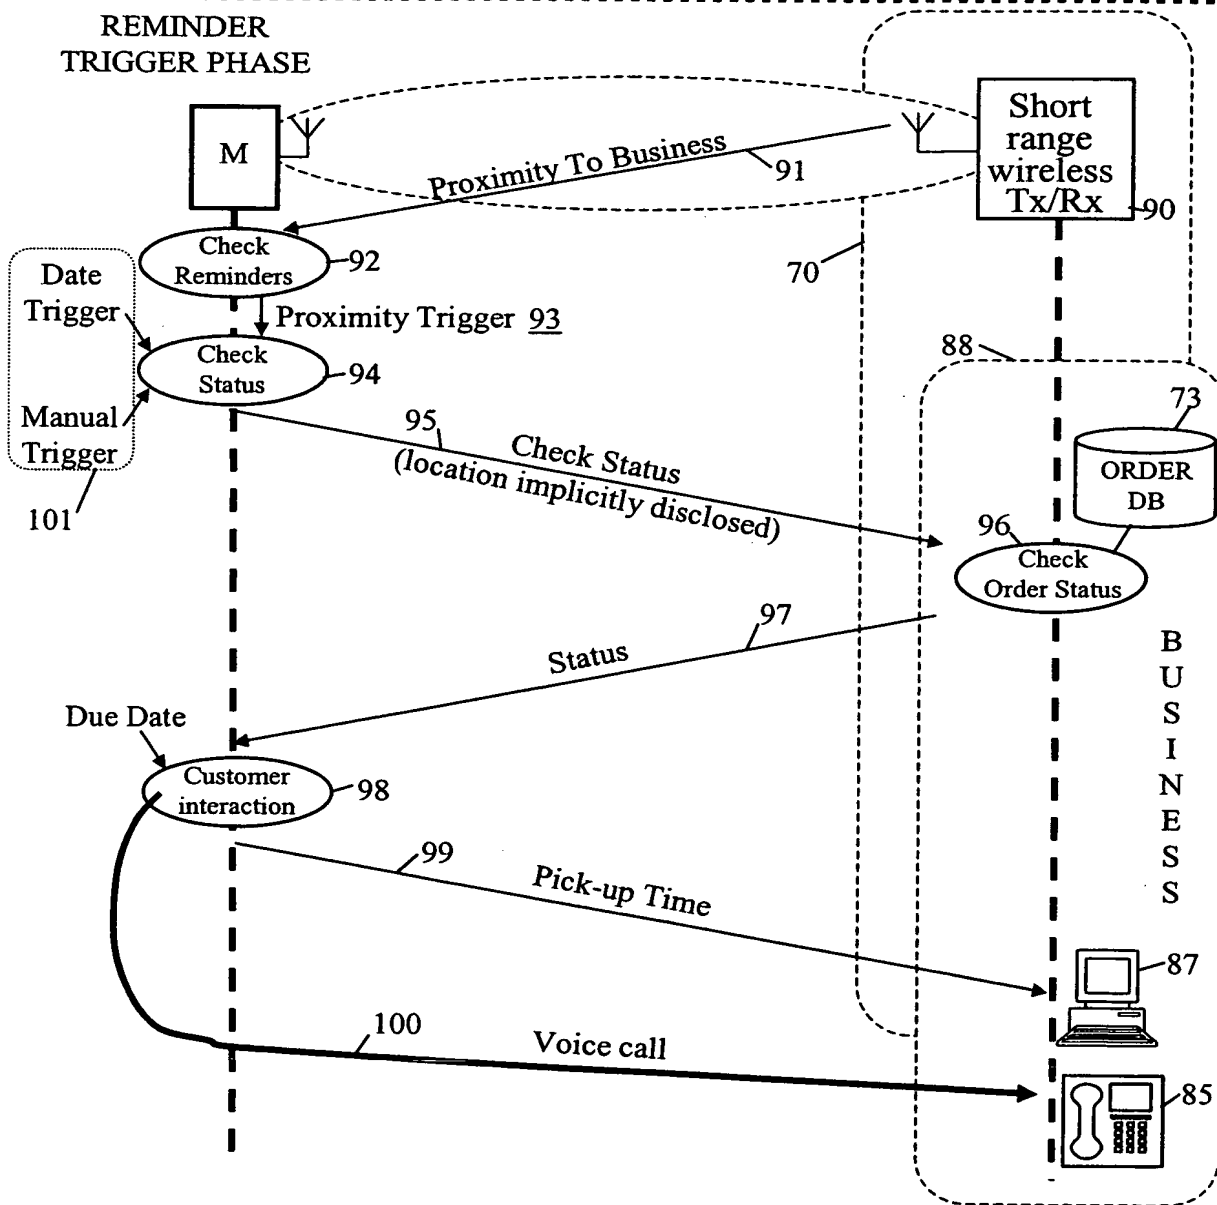 REMINDER
TRIGGER PHASE
M
Short
range
wireless
Tx/Rx
90
Proximity To Business
91
Check
Reminders
92
70
Date
Trigger
Proximity Trigger 93
Check
Status
94
88
Manual
Trigger
101
95
Check Status
(location implicitly disclosed)
73
ORDER
DB
96
Check
Order Status
97
Status
BUSINESS
Due Date
Customer
interaction
98
99
Pick-up Time
87
100
Voice call
85